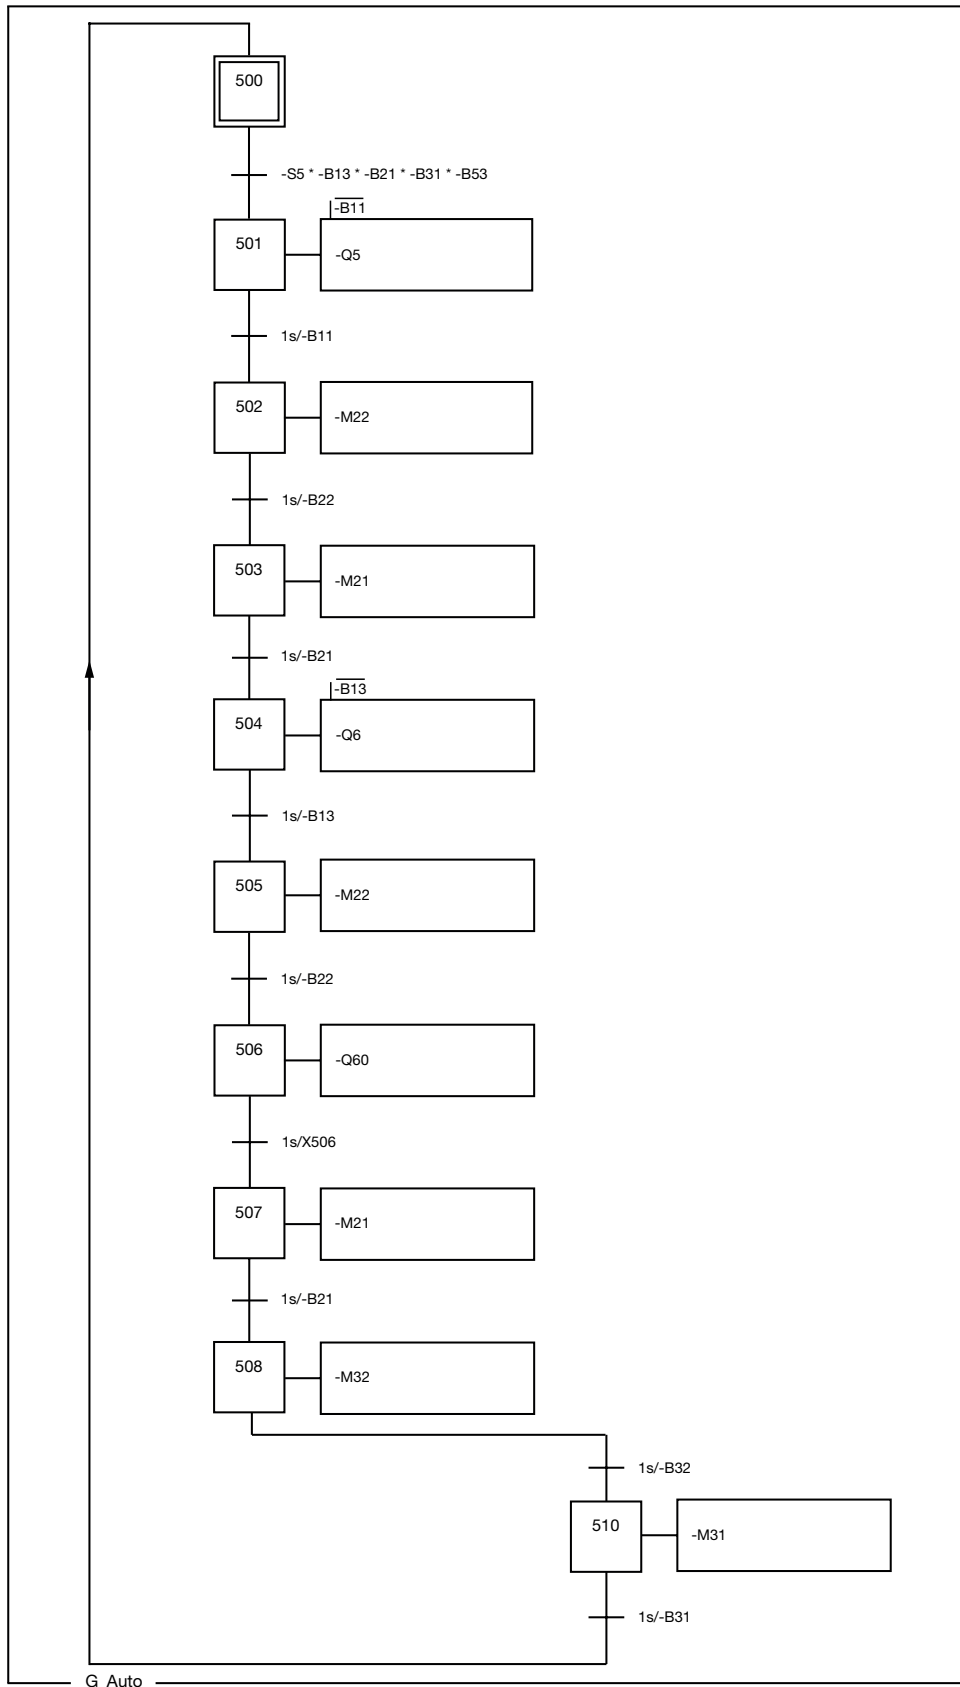 500
-S5 * -B13 * -B21 * -B31 * -B53
-B11
501
-Q5
1s/-B11
502
-M22
1s/-B22
503
-M21
1s/-B21
-B13
504
-Q6
1s/-B13
505
-M22
1s/-B22
506
-Q60
1s/X506
507
-M21
1s/-B21
508
-M32
1s/-B32
510
-M31
1s/-B31
G_Auto